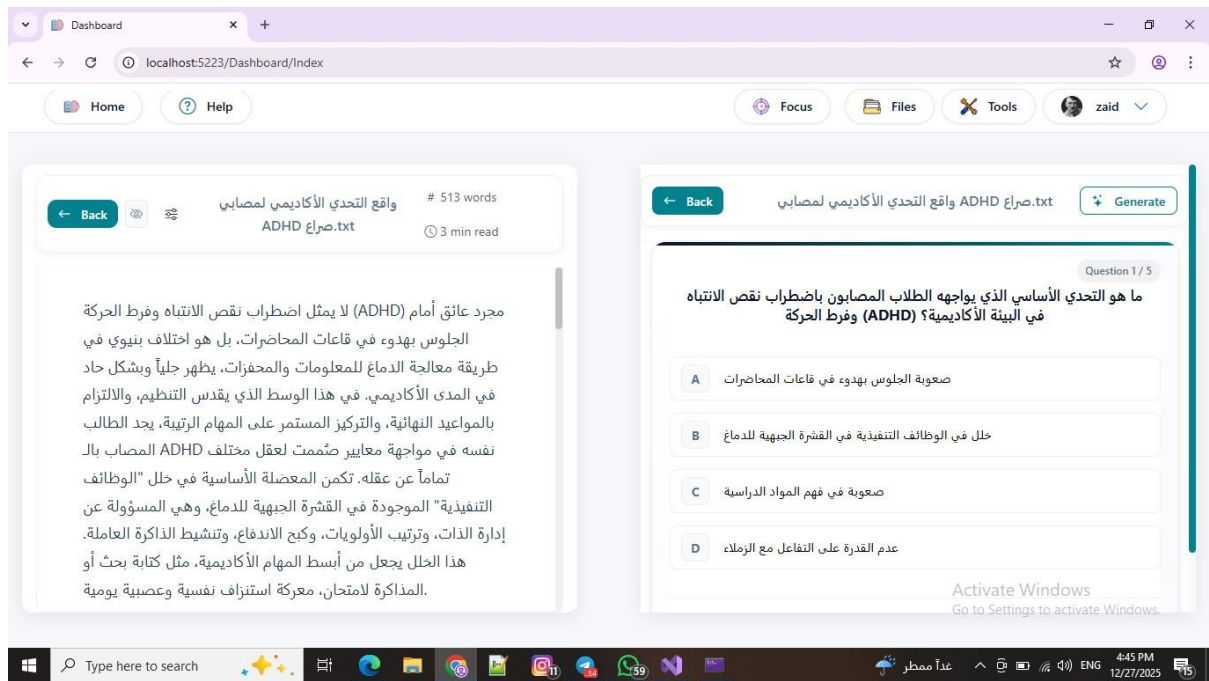 Dashboard
localhost:5223/Dashboard/Index
Home
Help
Focus
Files
Tools
zaid
Back
واقع التحدي الأكاديمي لمصابي
صراع ADHD.txt
# 513 words
3 min read
مجرد عائق أمام (ADHD) لا يمثل اضطراب نقص الانتباه وفرط الحركة
الجلوس بهدوء في قاعات المحاضرات، بل هو اختلاف بنيوي في
طريقة معالجة الدماغ للمعلومات والمحفزات، يظهر جلياً وبشكل حاد
في المدى الأكاديمي. في هذا الوسط الذي يقدس التنظيم، والالتزام
بالمواعيد النهائية، والتركيز المستمر على المهام الرتيبة، يجد الطالب
نفسه في مواجهة معايير صُممت لعقل مختلف ADHD المصاب بالـ
تماماً عن عقله. تكمن المعضلة الأساسية في خلل "الوظائف
التنفيذية" الموجودة في القشرة الجبهية للدماغ، وهي المسؤولة عن
إدارة الذات، وترتيب الأولويات، وكبح الاندفاع، وتنشيط الذاكرة العاملة.
هذا الخلل يجعل من أبسط المهام الأكاديمية، مثل كتابة بحث أو
المذاكرة لامتحان، معركة استنزاف نفسية وعصبية يومية.
Back
واقع التحدي الأكاديمي لمصابي ADHD صراع.txt
Generate
Question 1 / 5
ما هو التحدي الأساسي الذي يواجهه الطلاب المصابون باضطراب نقص الانتباه
في البيئة الأكاديمية؟ (ADHD) وفرط الحركة
A صعوبة الجلوس بهدوء في قاعات المحاضرات
B خلل في الوظائف التنفيذية في القشرة الجبهية للدماغ
C صعوبة في فهم المواد الدراسية
D عدم القدرة على التفاعل مع الزملاء
Activate Windows
Go to Settings to activate Windows.
Type here to search
11
14
59
غداً ممطر
ENG
4:45 PM
12/27/2025
15